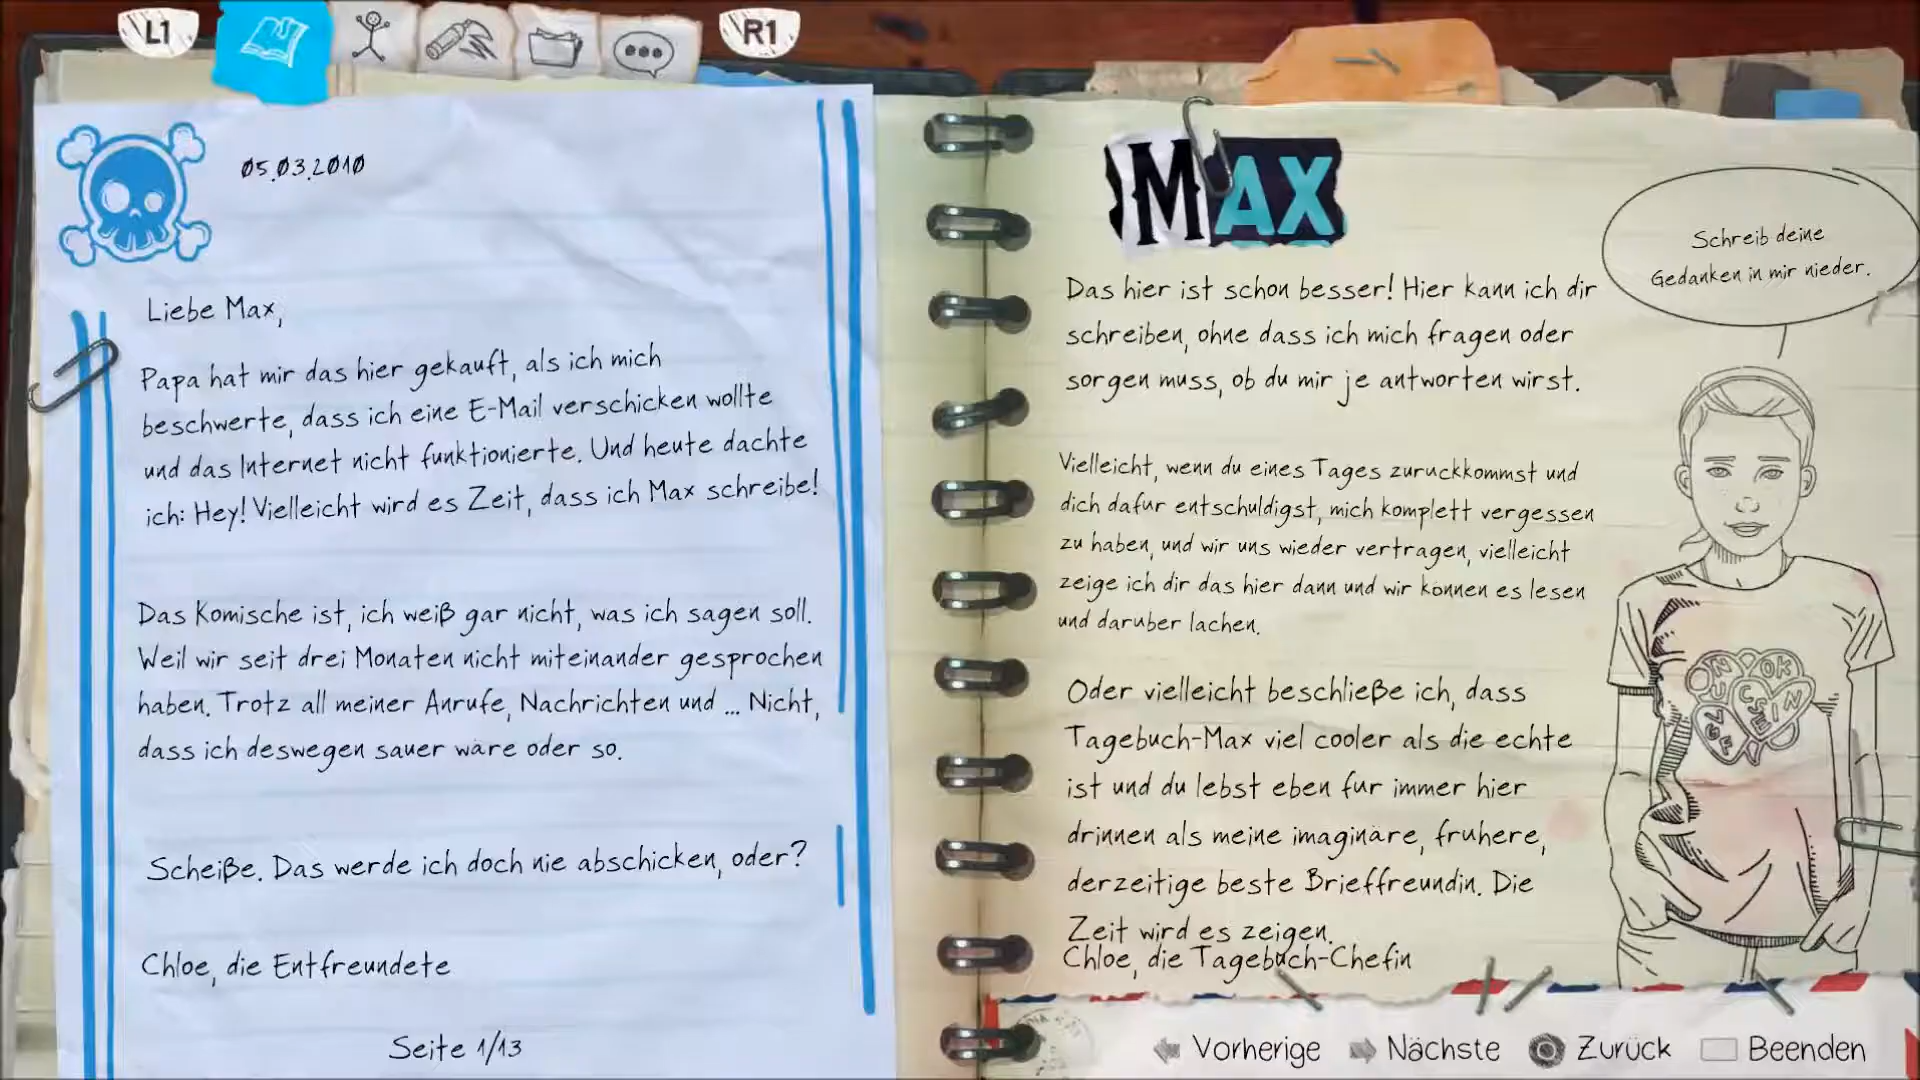 L1
R1
05.03.2010
Liebe Max,
Papa hat mir das hier gekauft, als ich mich
beschwerte, dass ich eine E-Mail verschicken wollte
und das Internet nicht funktionierte. Und heute dachte
ich: Hey! Vielleicht wird es Zeit, dass ich Max schreibe!
Das Komische ist, ich weiß gar nicht, was ich sagen soll.
Weil wir seit drei Monaten nicht miteinander gesprochen
haben. Trotz all meiner Anrufe, Nachrichten und ... Nicht,
dass ich deswegen sauer ware oder so.
Scheiße. Das werde ich doch nie abschicken, oder?
Chloe, die Entfreundete
Seite 1/13
MAX
Schreib deine
Gedanken in mir nieder.
Das hier ist schon besser! Hier kann ich dir
schreiben, ohne dass ich mich fragen oder
sorgen muss, ob du mir je antworten wirst.
Vielleicht, wenn du eines Tages zuruckkommst und
dich dafur entschuldigst, mich komplett vergessen
zu haben, und wir uns wieder vertragen, vielleicht
zeige ich dir das hier dann und wir konnen es lesen
und daruber lachen.
Oder vielleicht beschließe ich, dass
Tagebuch-Max viel cooler als die echte
ist und du lebst eben fur immer hier
drinnen als meine imaginare, fruhere,
derzeitige beste Brieffreundin. Die
Zeit wird es zeigen.
Chloe, die Tagebuch-Chefin
Vorherige Nächste Zurück Beenden